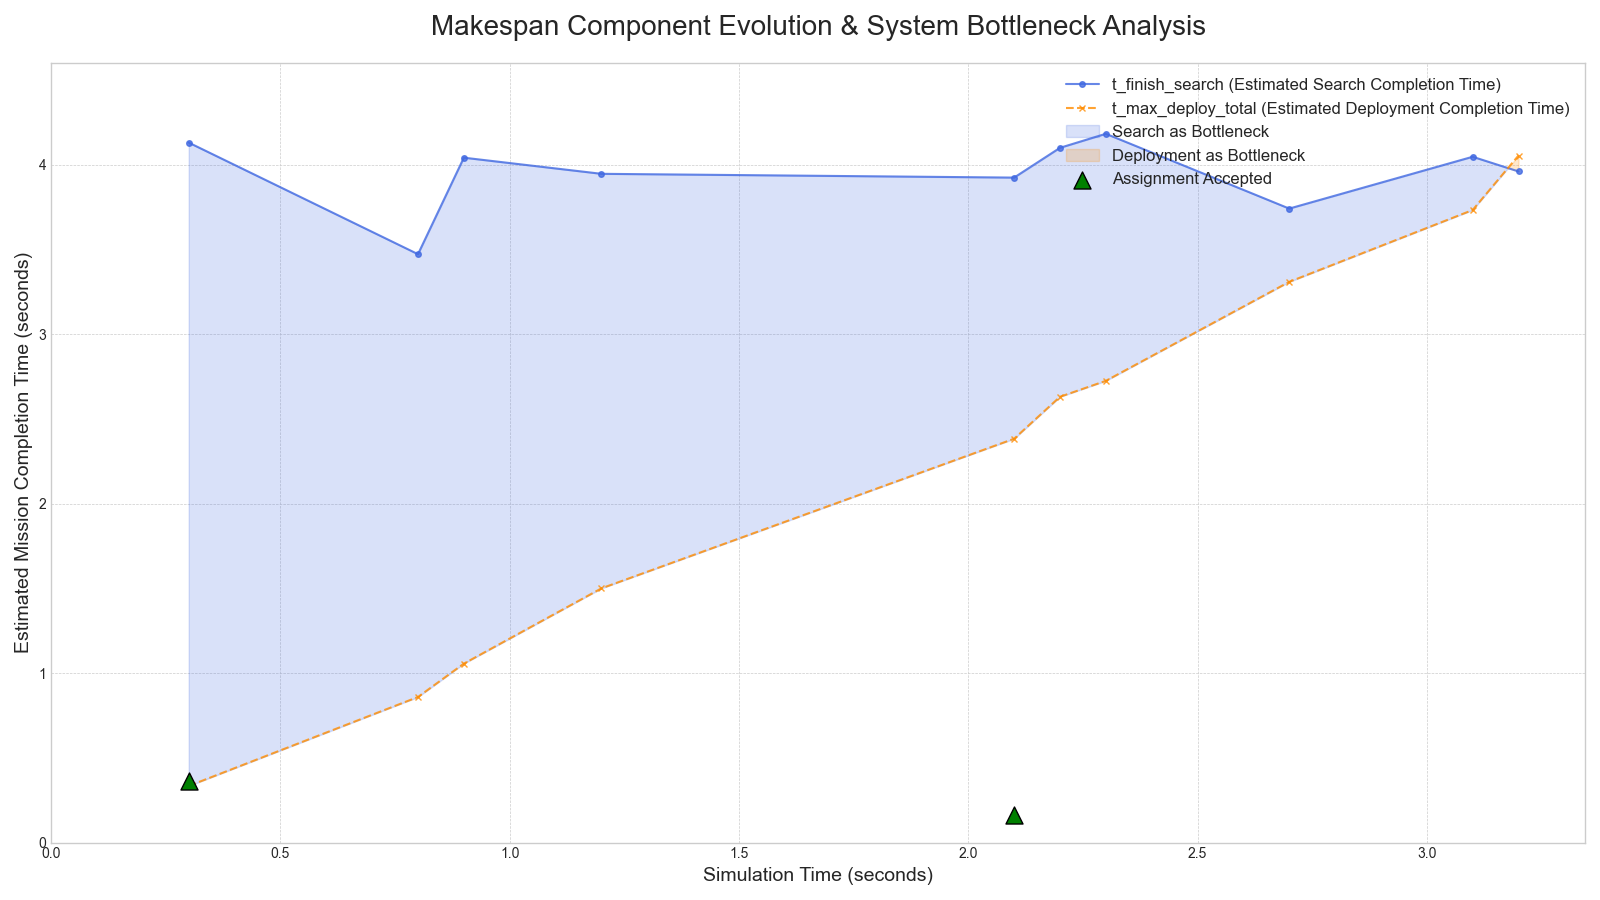 Makespan Component Evolution & System Bottleneck Analysis
t_finish_search (Estimated Search Completion Time)
t_max_deploy_total (Estimated Deployment Completion Time)
Search as Bottleneck
Deployment as Bottleneck
Assignment Accepted
Estimated Mission Completion Time (seconds)
4
3
2
1
0
0.0 0.5 1.0 1.5 2.0 2.5 3.0
Simulation Time (seconds)